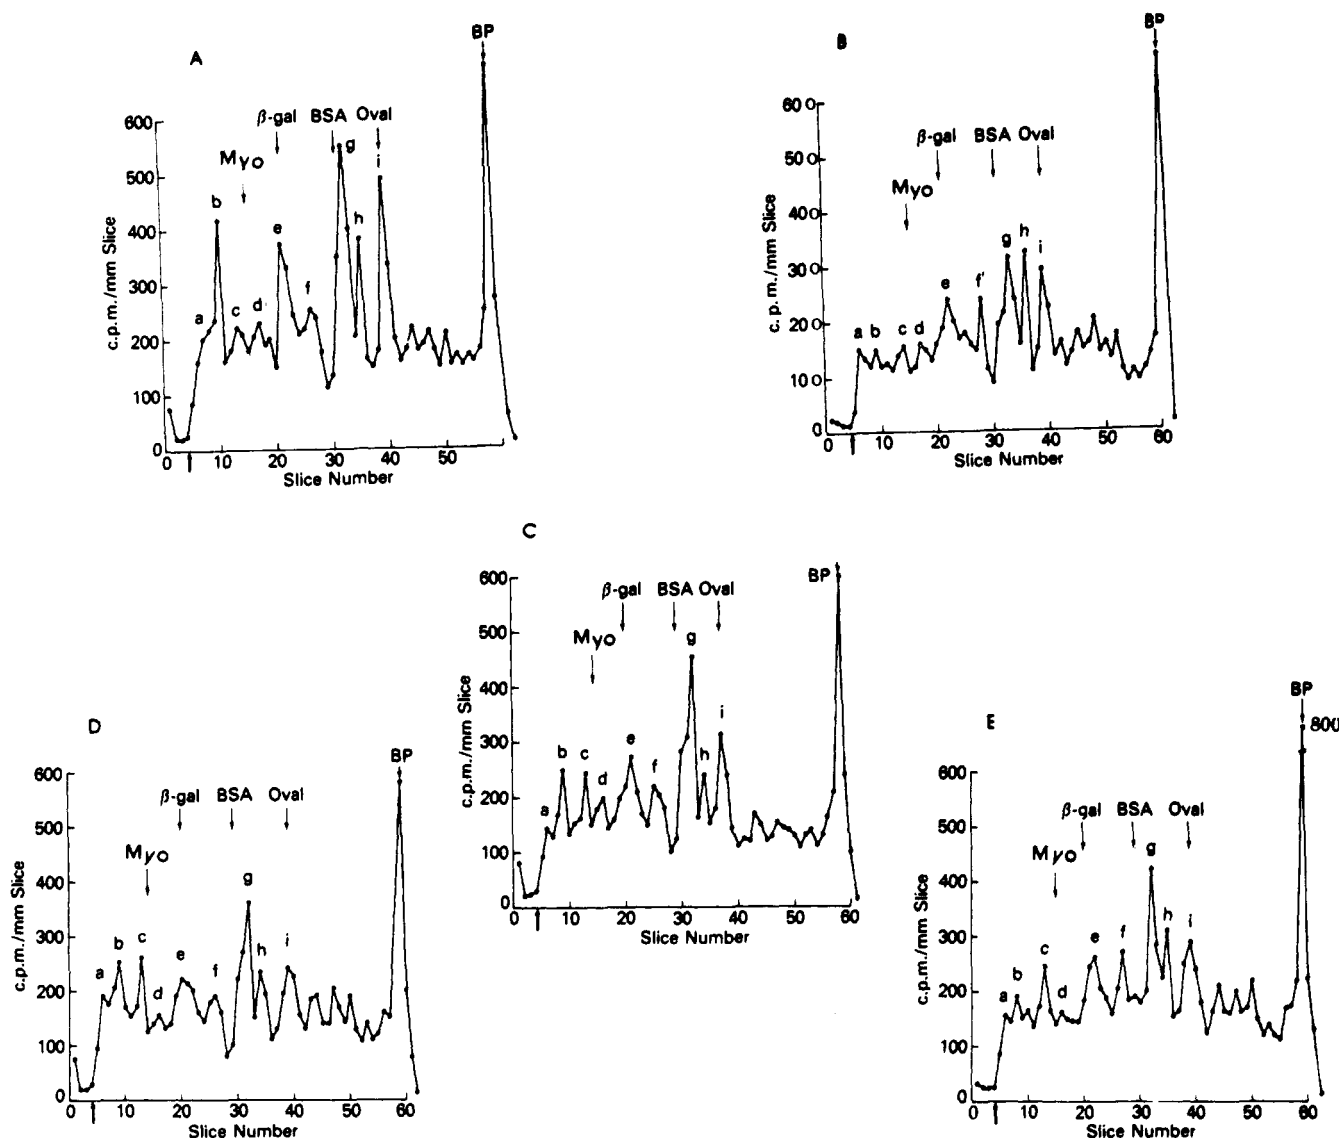 A
BP
β-gal BSA Oval
Myo
600
500
400
300
200
100
0
a b c d e f g h i
0 10 20 30 40 50
c.p.m./mm Slice
Slice Number
B
BP
β-gal BSA Oval
Myo
600
500
400
300
200
100
0
a b c d e f' g h i
0 10 20 30 40 50 60
c.p.m./mm Slice
Slice Number
C
BP
β-gal BSA Oval
Myo
600
500
400
300
200
100
0
a b c d e f g h i
0 10 20 30 40 50 60
c.p.m./mm Slice
Slice Number
D
BP
β-gal BSA Oval
Myo
600
500
400
300
200
100
0
a b c d e f g h i
0 10 20 30 40 50 60
c.p.m./mm Slice
Slice Number
E
BP
800
β-gal BSA Oval
Myo
600
500
400
300
200
100
0
a b c d e f g h i
0 10 20 30 40 50 60
c.p.m./mm Slice
Slice Number